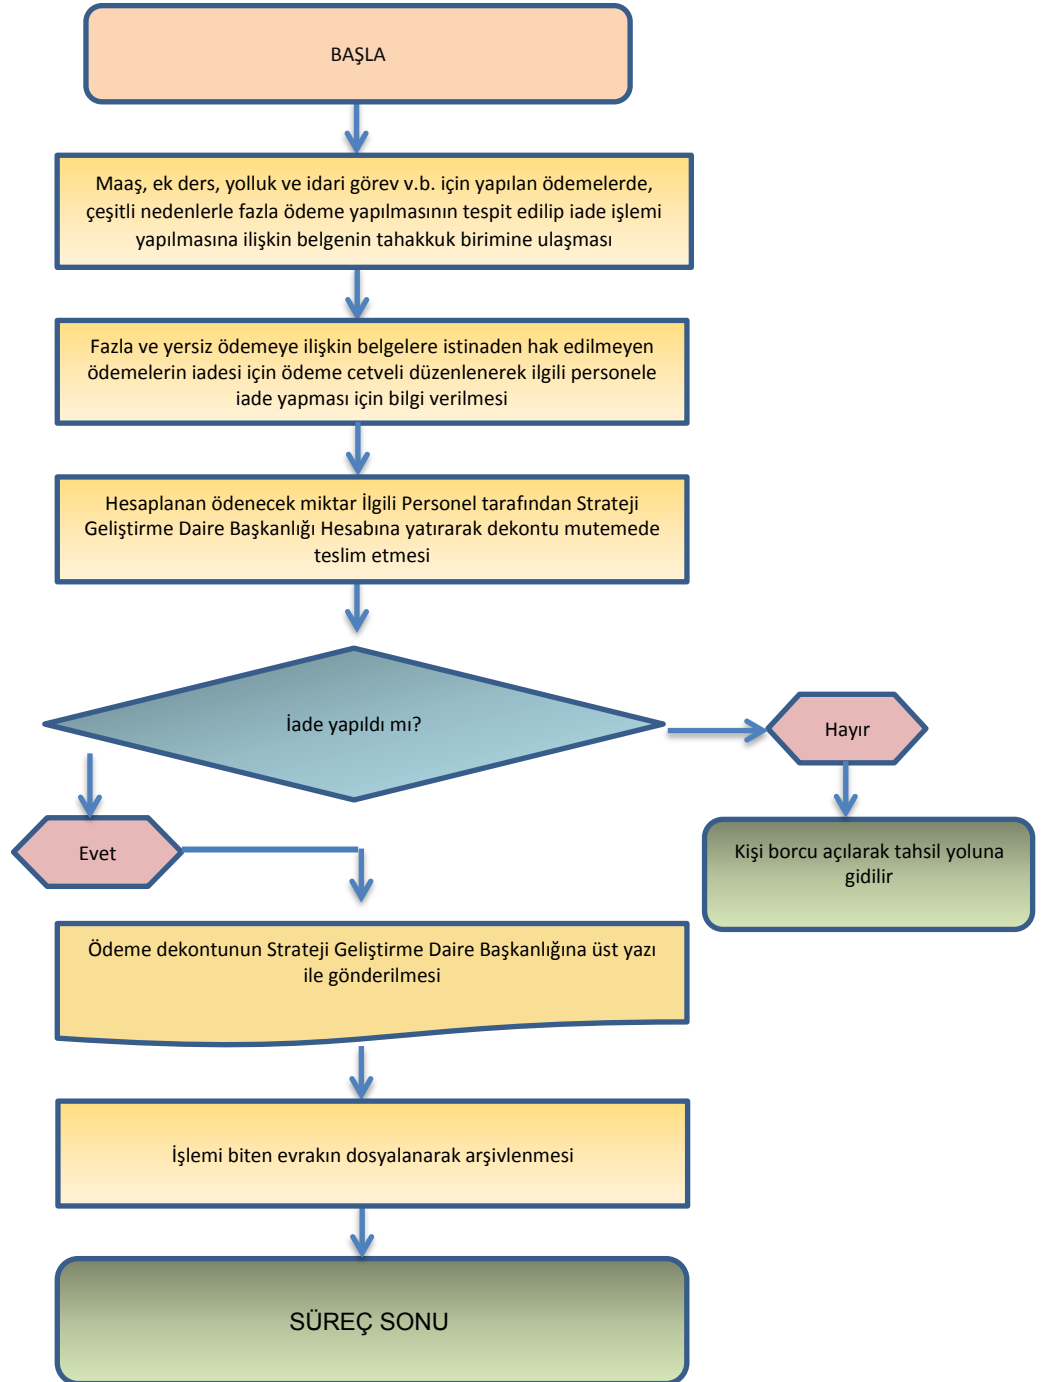 BAŞLA
Maaş, ek ders, yolluk ve idari görev v.b. için yapılan ödemelerde,
çeşitli nedenlerle fazla ödeme yapılmasının tespit edilip iade işlemi
yapılmasına ilişkin belgenin tahakkuk birimine ulaşması
Fazla ve yersiz ödemeye ilişkin belgelere istinaden hak edilmeyen
ödemelerin iadesi için ödeme cetveli düzenlenerek ilgili personele
iade yapması için bilgi verilmesi
Hesaplanan ödenecek miktar İlgili Personel tarafından Strateji
Geliştirme Daire Başkanlığı Hesabına yatırarak dekontu mutemede
teslim etmesi
İade yapıldı mı?
Hayır
Evet
Kişi borcu açılarak tahsil yoluna
gidilir
Ödeme dekontunun Strateji Geliştirme Daire Başkanlığına üst yazı
ile gönderilmesi
İşlemi biten evrakın dosyalanarak arşivlenmesi
SÜREÇ SONU